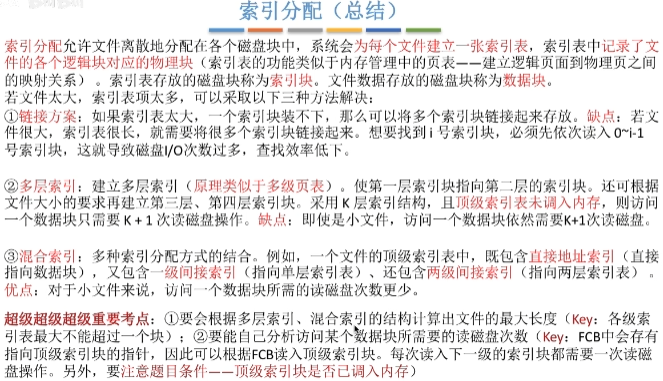 索引分配（总结）
索引分配允许文件离散地分配在各个磁盘块中，系统会为每个文件建立一张索引表，索引表中记录了文
件的各个逻辑块对应的物理块（索引表的功能类似于内存管理中的页表——建立逻辑页面到物理页之间
的映射关系）。索引表存放的磁盘块称为索引块。文件数据存放的磁盘块称为数据块。
若文件太大，索引表项太多，可以采取以下三种方法解决：
①链接方案：如果索引表太大，一个索引块装不下，那么可以将多个索引块链接起来存放。缺点：若文
件很大，索引表很长，就需要将很多个索引块链接起来。想要找到 i 号索引块，必须先依次读入 0~i-1
号索引块，这就导致磁盘I/O次数过多，查找效率低下。
②多层索引：建立多层索引（原理类似于多级页表）。使第一层索引块指向第二层的索引块。还可根据
文件大小的要求再建立第三层、第四层索引块。采用 K 层索引结构，且顶级索引表未调入内存，则访问
一个数据块只需要 K + 1 次读磁盘操作。缺点：即使是小文件，访问一个数据块依然需要K+1次读磁盘。
③混合索引：多种索引分配方式的结合。例如，一个文件的顶级索引表中，既包含直接地址索引（直接
指向数据块），又包含一级间接索引（指向单层索引表）、还包含两级间接索引（指向两层索引表）。
优点：对于小文件来说，访问一个数据块所需的读磁盘次数更少。
超级超级超级重要考点：①要会根据多层索引、混合索引的结构计算出文件的最大长度（Key：各级索
引表最大不能超过一个块）；②要能自己分析访问某个数据块所需要的读磁盘次数（Key：FCB中会存有
指向顶级索引块的指针，因此可以根据FCB读入顶级索引块。每次读入下一级的索引块都需要一次读磁
盘操作。另外，要注意题目条件——顶级索引块是否已调入内存）